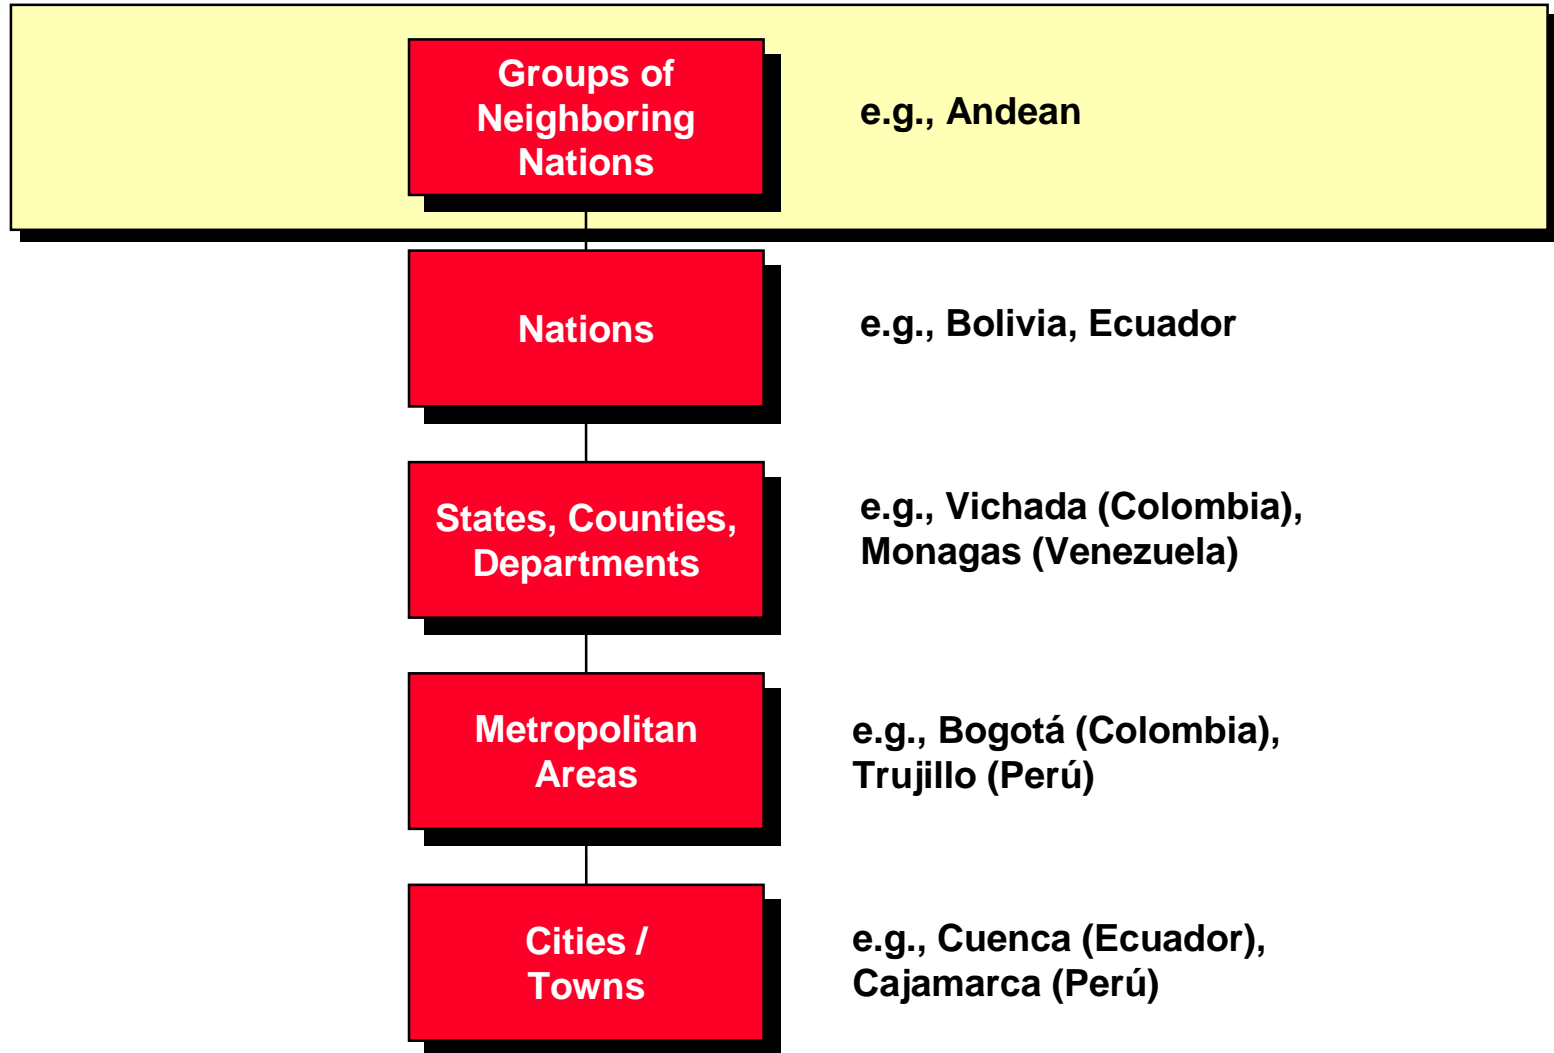 Groups of
Neighboring
Nations
e.g., Andean
Nations
e.g., Bolivia, Ecuador
States, Counties,
Departments
e.g., Vichada (Colombia),
Monagas (Venezuela)
Metropolitan
Areas
e.g., Bogotá (Colombia),
Trujillo (Perú)
Cities /
Towns
e.g., Cuenca (Ecuador),
Cajamarca (Perú)